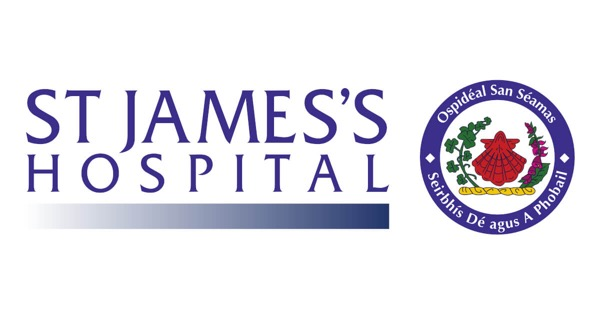 ST JAMES'S
HOSPITAL
Ospidéal San Séamas
Seirbhís Dé agus A Phobail